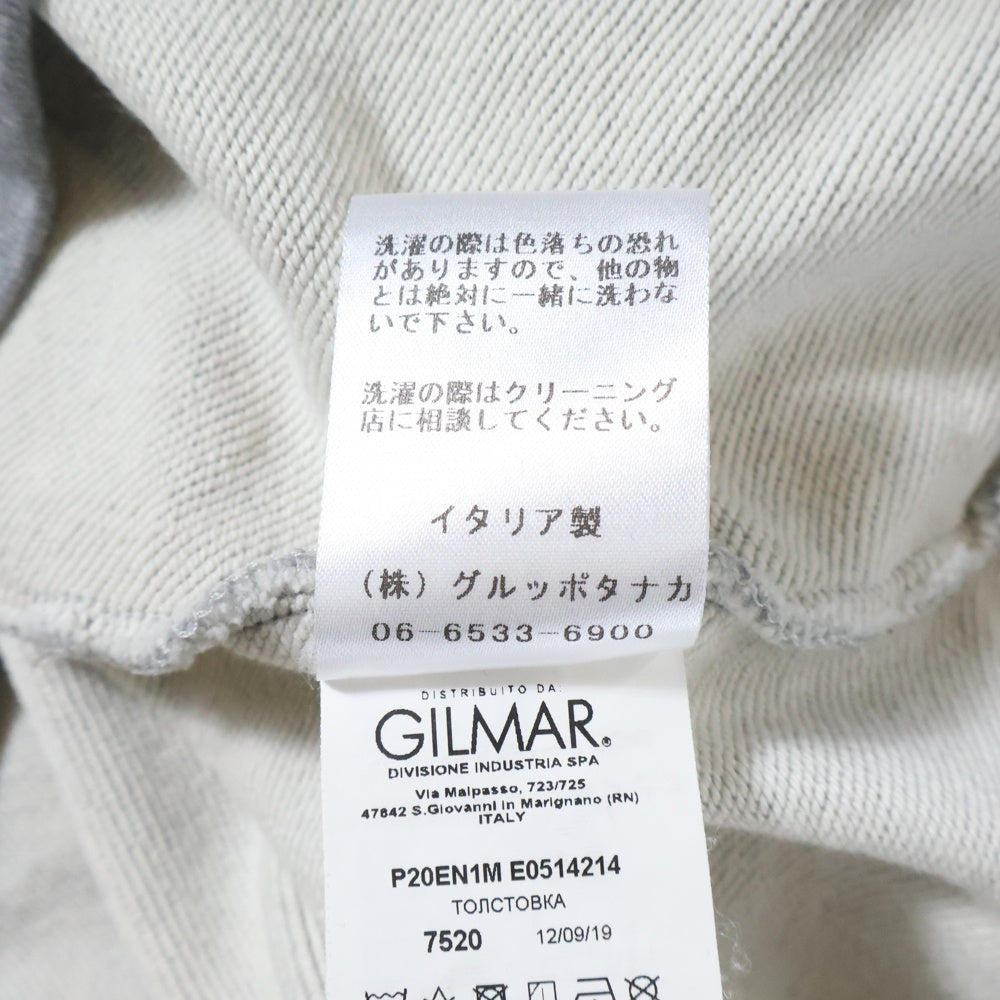 洗濯の際は色落ちの恐れ
がありますので、他の物
とは絶対に一緒に洗わな
いで下さい。
洗濯の際はクリーニング
店に相談してください。
イタリア製
（株）グルッポタナカ
06-6533-6900
DISTRIBUITO DA:
GILMAR®
DIVISIONE INDUSTRIA SPA
Via Malpasso, 723/725
47842 S.Giovanni in Marignano (RN)
ITALY
P20EN1M E0514214
ТОЛСТОВКА
7520 12/09/19